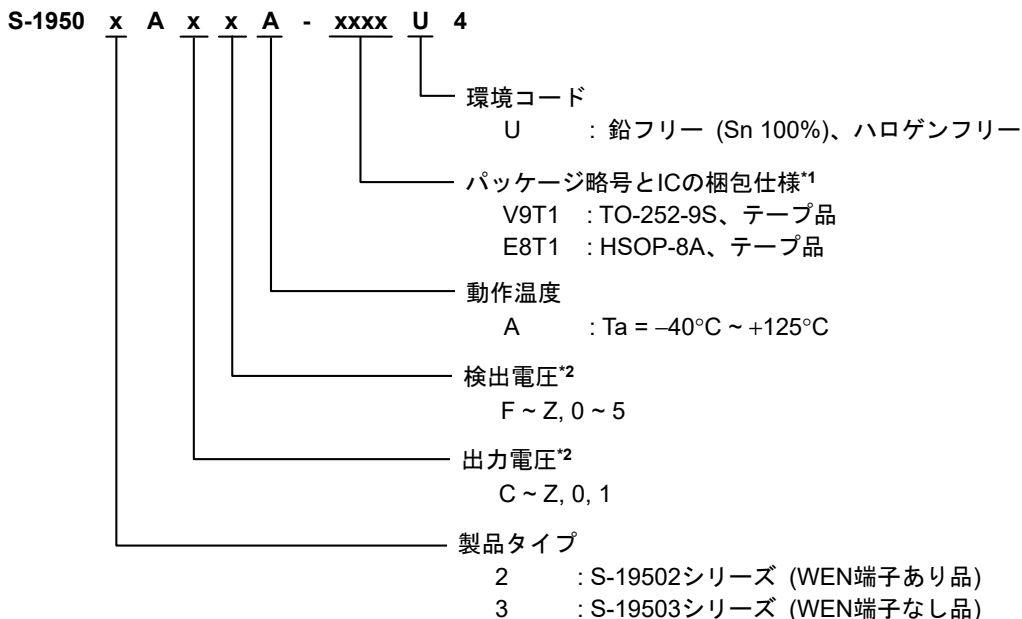 S-1950 x A x x A - xxxx U 4
環境コード
U : 鉛フリー (Sn 100%)、ハロゲンフリー
パッケージ略号とICの梱包仕様*1
V9T1 : TO-252-9S、テープ品
E8T1 : HSOP-8A、テープ品
動作温度
A : Ta = −40°C ~ +125°C
検出電圧*2
F ~ Z, 0 ~ 5
出力電圧*2
C ~ Z, 0, 1
製品タイプ
2 : S-19502シリーズ (WEN端子あり品)
3 : S-19503シリーズ (WEN端子なし品)